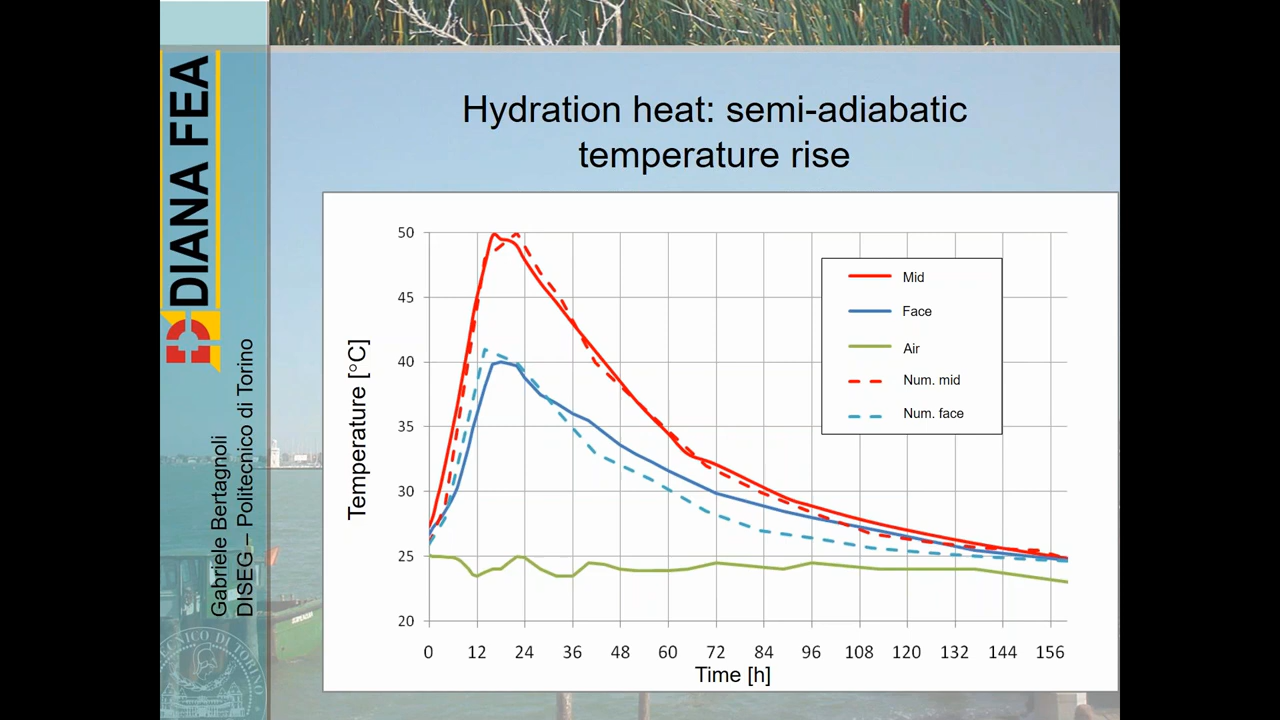 DIANA FEA
Gabriele Bertagnoli
DISEG – Politecnico di Torino
Hydration heat: semi-adiabatic
temperature rise
Temperature [°C]
50
45
40
35
30
25
20
Mid
Face
Air
Num. mid
Num. face
0 12 24 36 48 60 72 84 96 108 120 132 144 156
Time [h]